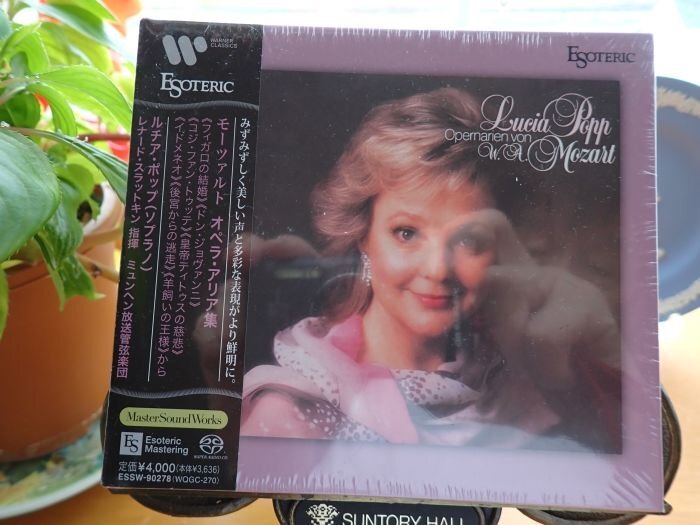 WARNER
CLASSICS
ESOTERIC
みずみずしく美しい声と多彩な表現がより鮮明に。
モーツァルト オペラ・アリア集
《フィガロの結婚》《ドン・ジョヴァンニ》
《コジ・ファン・トゥッテ》《皇帝ティトゥスの慈悲》
《イドメネオ》《後宮からの逃走》《羊飼いの王様》から
ルチア・ポップ(ソプラノ)
レナード・スラットキン 指揮 ミュンヘン放送管弦楽団
MasterSoundWorks
ES
Esoteric
Mastering
SUPER AUDIO CD
定価¥4,000(本体¥3,636)
ESSW-90278(WQGC-270)
ESOTERIC
Lucia Popp
Opernarien von
W. A. Mozart
SUNTORY HALL